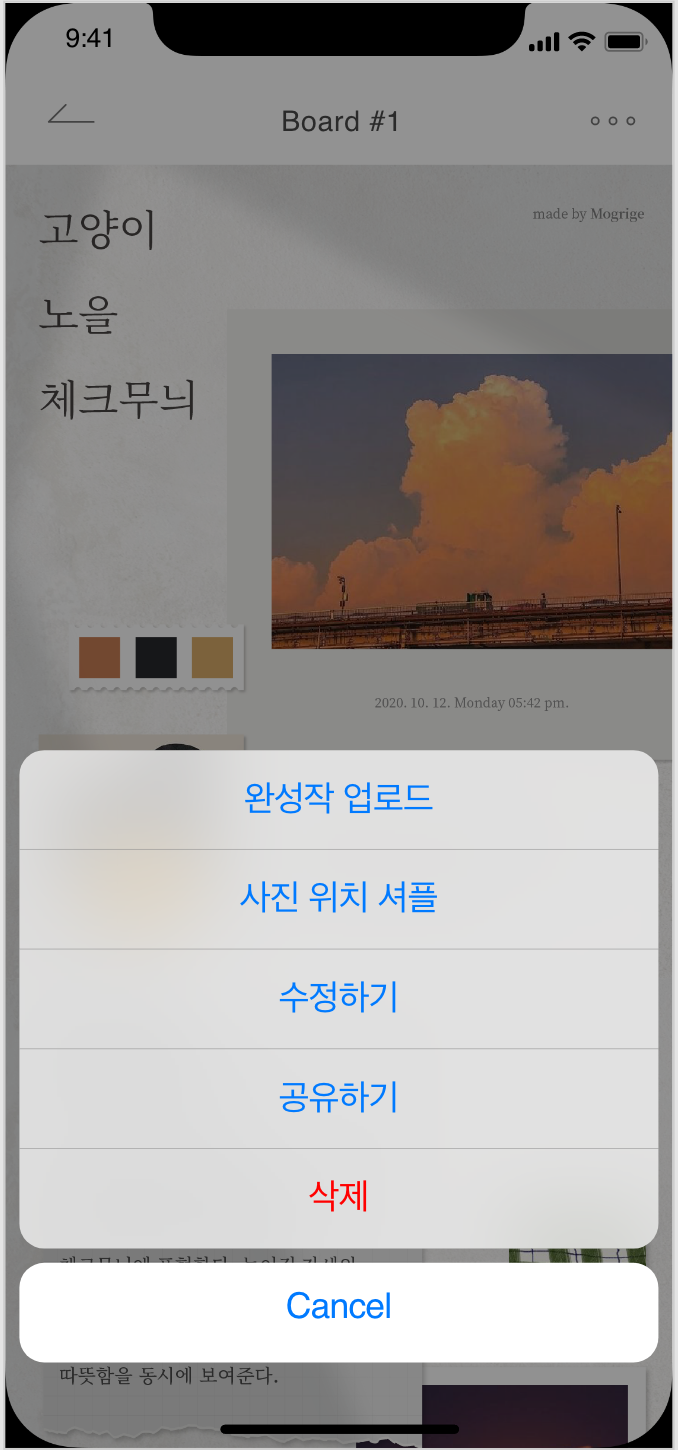 9:41
Board #1
made by Mogrige
고양이
노을
체크무늬
2020. 10. 12. Monday 05:42 pm.
완성작 업로드
사진 위치 셔플
수정하기
공유하기
삭제
Cancel
따뜻함을 동시에 보여준다.